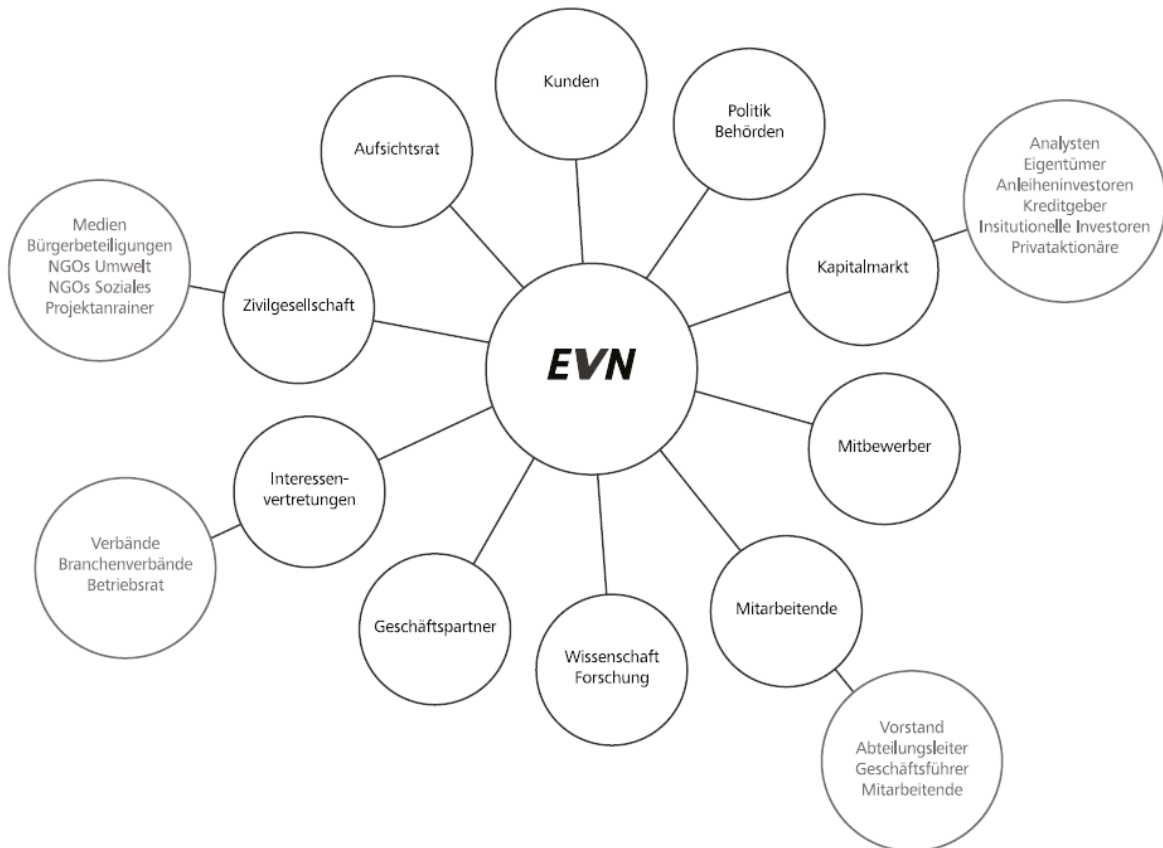 Kunden
Politik
Behörden
Aufsichtsrat
Analysten
Eigentümer
Anleiheninvestoren
Kreditgeber
Insitutionelle Investoren
Privataktionäre
Medien
Bürgerbeteiligungen
NGOs Umwelt
NGOs Soziales
Projektanrainer
Zivilgesellschaft
Kapitalmarkt
EVN
Mitbewerber
Interessen-
vertretungen
Verbände
Branchenverbände
Betriebsrat
Geschäftspartner
Wissenschaft
Forschung
Mitarbeitende
Vorstand
Abteilungsleiter
Geschäftsführer
Mitarbeitende